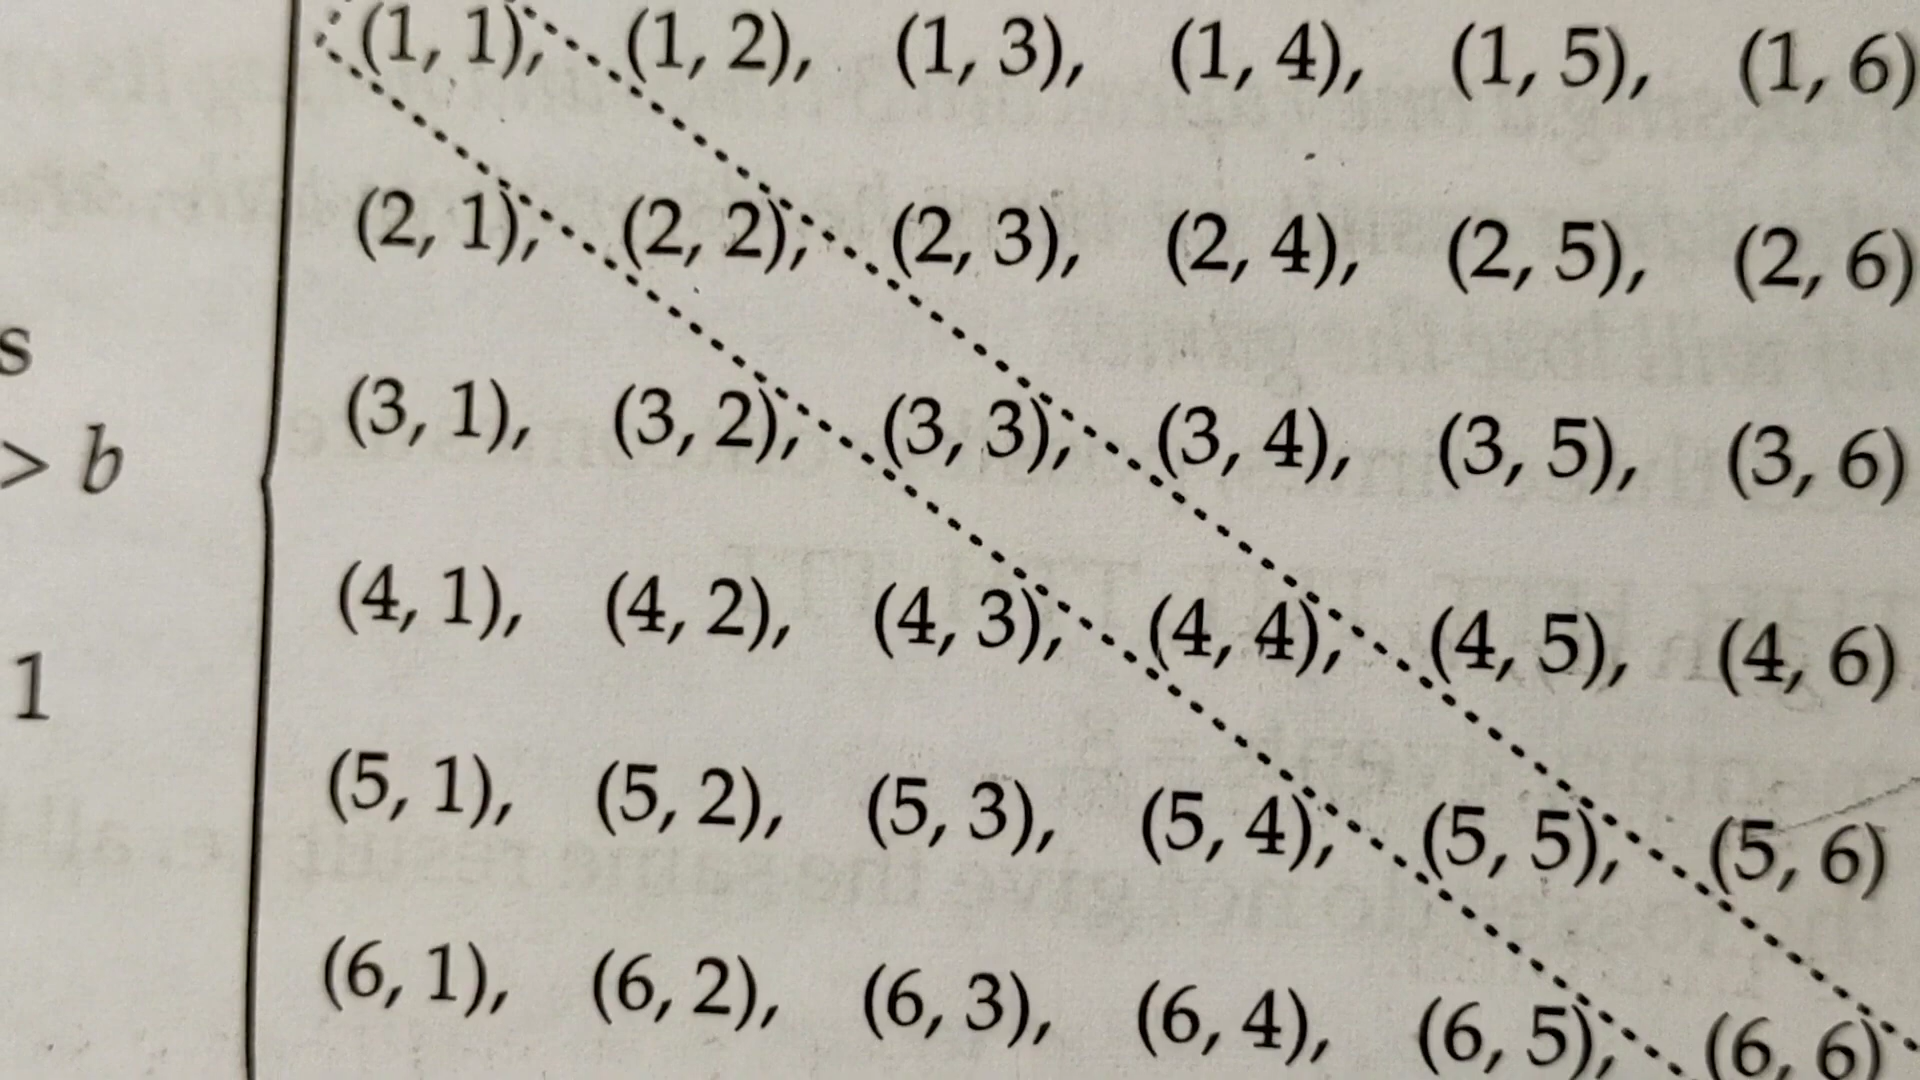 (1, 1), (1, 2), (1, 3), (1, 4), (1, 5), (1, 6)
(2, 1), (2, 2), (2, 3), (2, 4), (2, 5), (2, 6)
s
(3, 1), (3, 2), (3, 3), (3, 4), (3, 5), (3, 6)
> b
(4, 1), (4, 2), (4, 3), (4, 4), (4, 5), (4, 6)
1
(5, 1), (5, 2), (5, 3), (5, 4), (5, 5), (5, 6)
(6, 1), (6, 2), (6, 3), (6, 4), (6, 5), (6, 6)